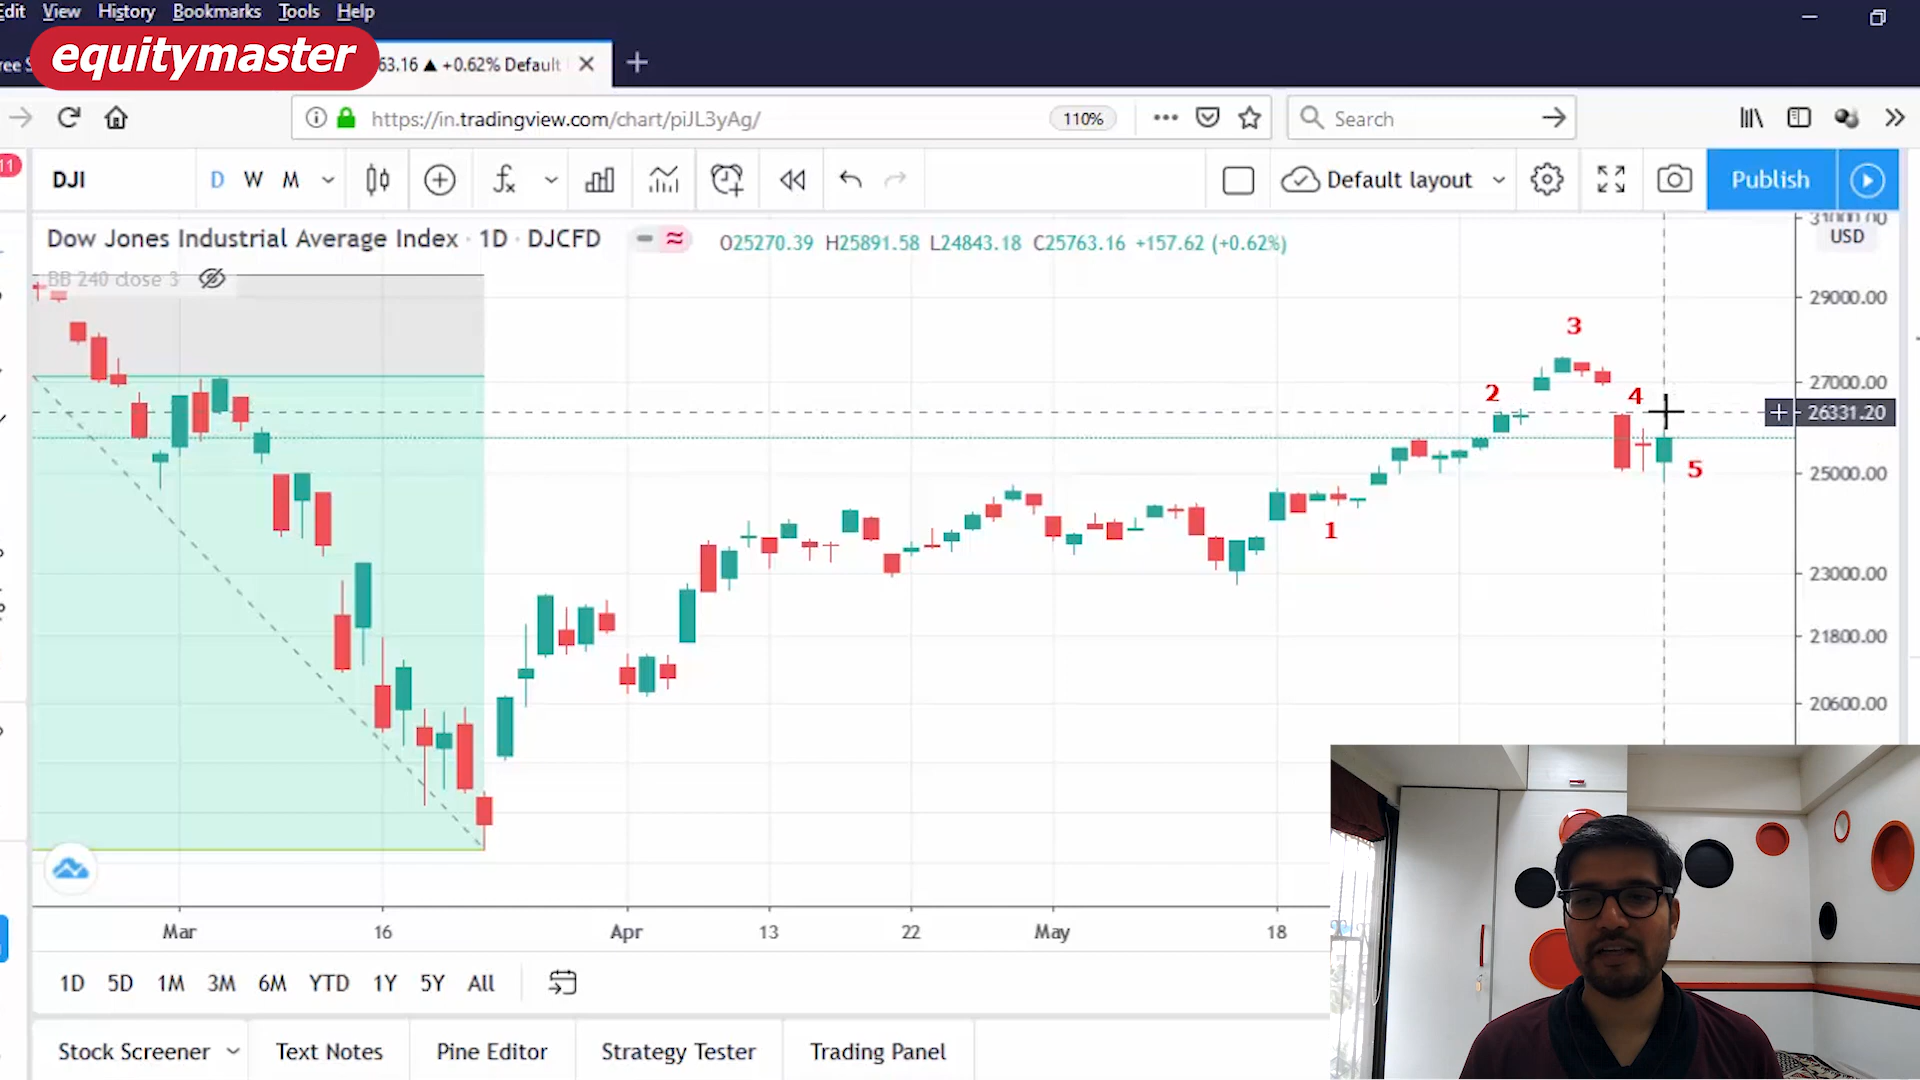 Edit View History Bookmarks Tools Help
equitymaster
63.16 ▲ +0.62% Default
https://in.tradingview.com/chart/piJL3yAg/
110%
Search
11
DJI
D W M
Default layout
Publish
Dow Jones Industrial Average Index · 1D · DJCFD
O25270.39 H25891.58 L24843.18 C25763.16 +157.62 (+0.62%)
BB 240 close 3
31000.00
USD
29000.00
27000.00
26331.20
25000.00
23000.00
21800.00
20600.00
3
2
4
5
1
Mar 16 Apr 13 22 May 18
1D 5D 1M 3M 6M YTD 1Y 5Y All
Stock Screener Text Notes Pine Editor Strategy Tester Trading Panel